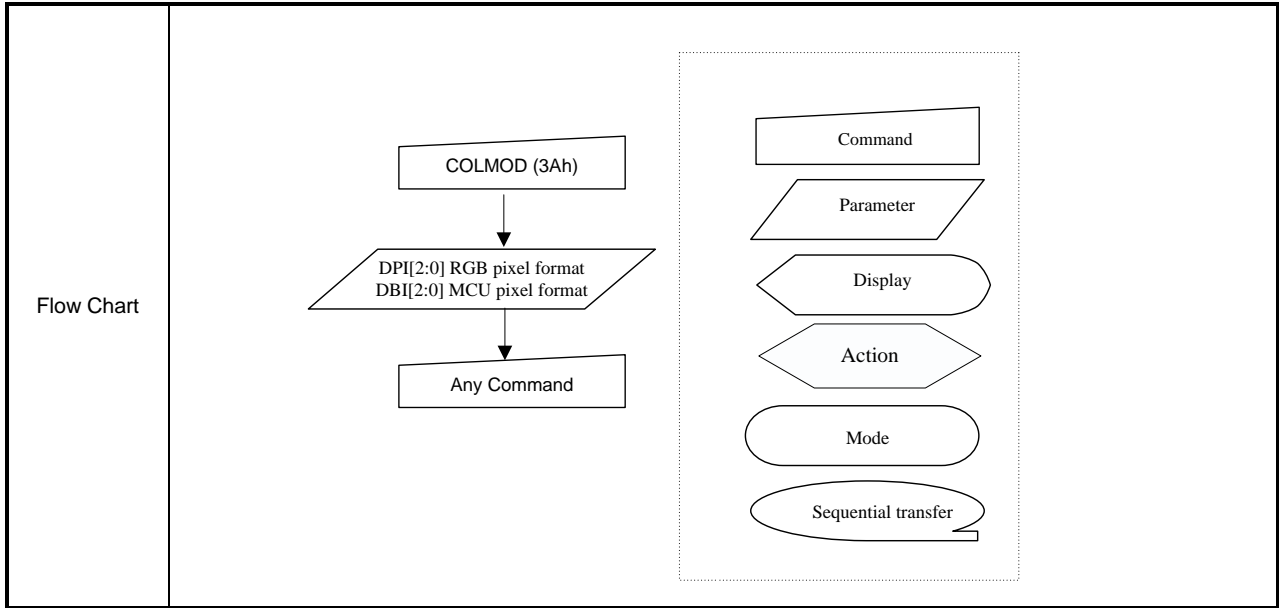 Flow Chart
COLMOD (3Ah)
DPI[2:0] RGB pixel format
DBI[2:0] MCU pixel format
Any Command
Command
Parameter
Display
Action
Mode
Sequential transfer